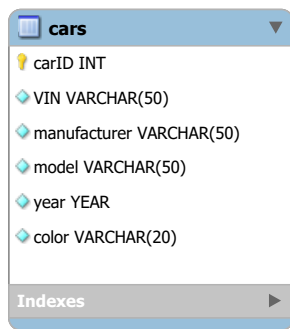 cars
carID INT
VIN VARCHAR(50)
manufacturer VARCHAR(50)
model VARCHAR(50)
year YEAR
color VARCHAR(20)
Indexes